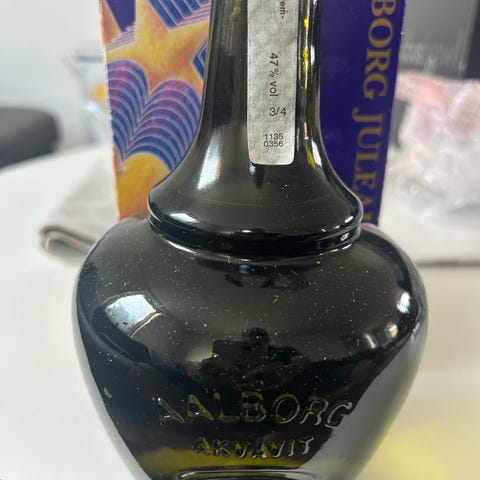 47 % vol
3/4
1135
0356
BORG JULEA
AALBORG
AKVAVIT